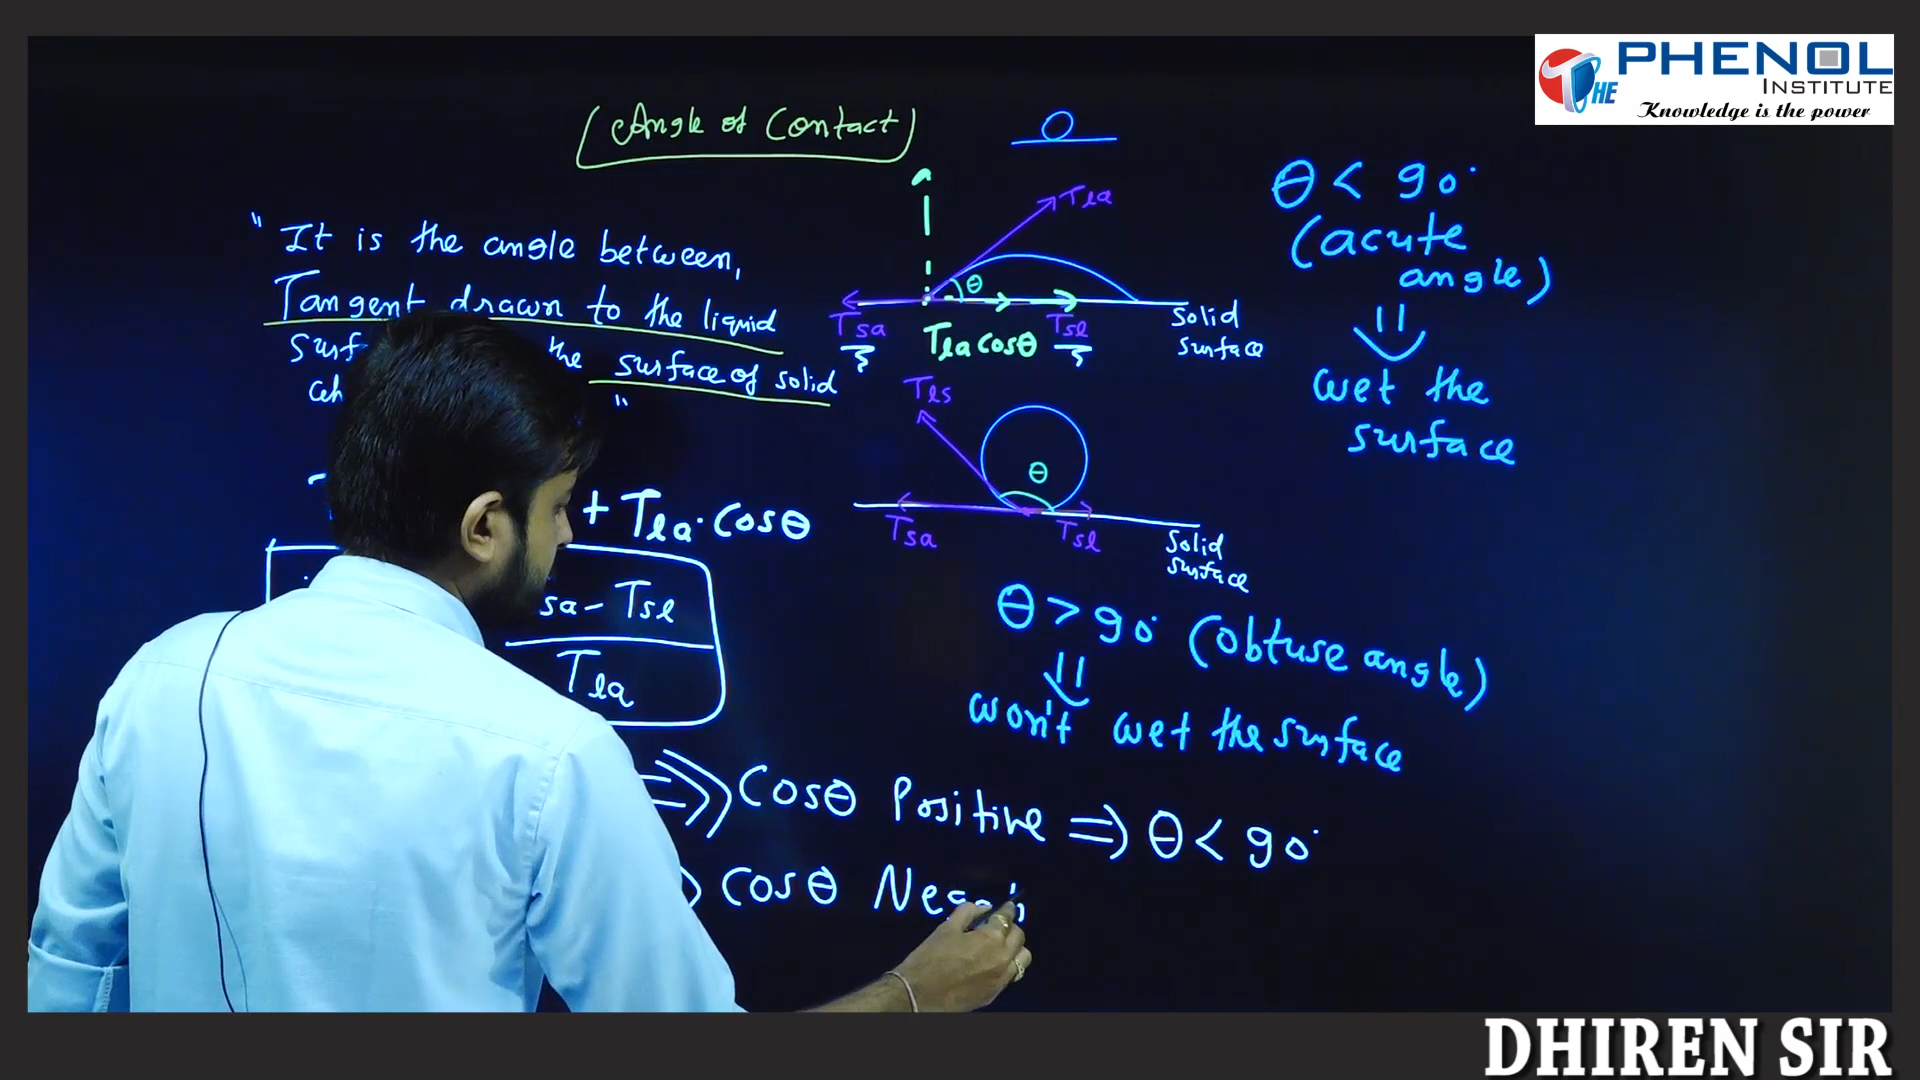 THE PHENOL
INSTITUTE
Knowledge is the power
(Angle of Contact)
" It is the angle between,
Tangent drawn to the liquid
the surface of solid
"
+ Tla · Cosθ
sa - Tsl
Tla
Tla
θ
Tsa
Tla cosθ
Tsl
Solid
surface
Tls
θ
Tsa
Tsl
Solid
surface
θ < 90°
(acute
angle)
wet the
surface
θ > 90° (obtuse angle)
won't wet the surface
⇒ Cosθ Positive ⇒ θ < 90°
Cosθ
DHIREN SIR